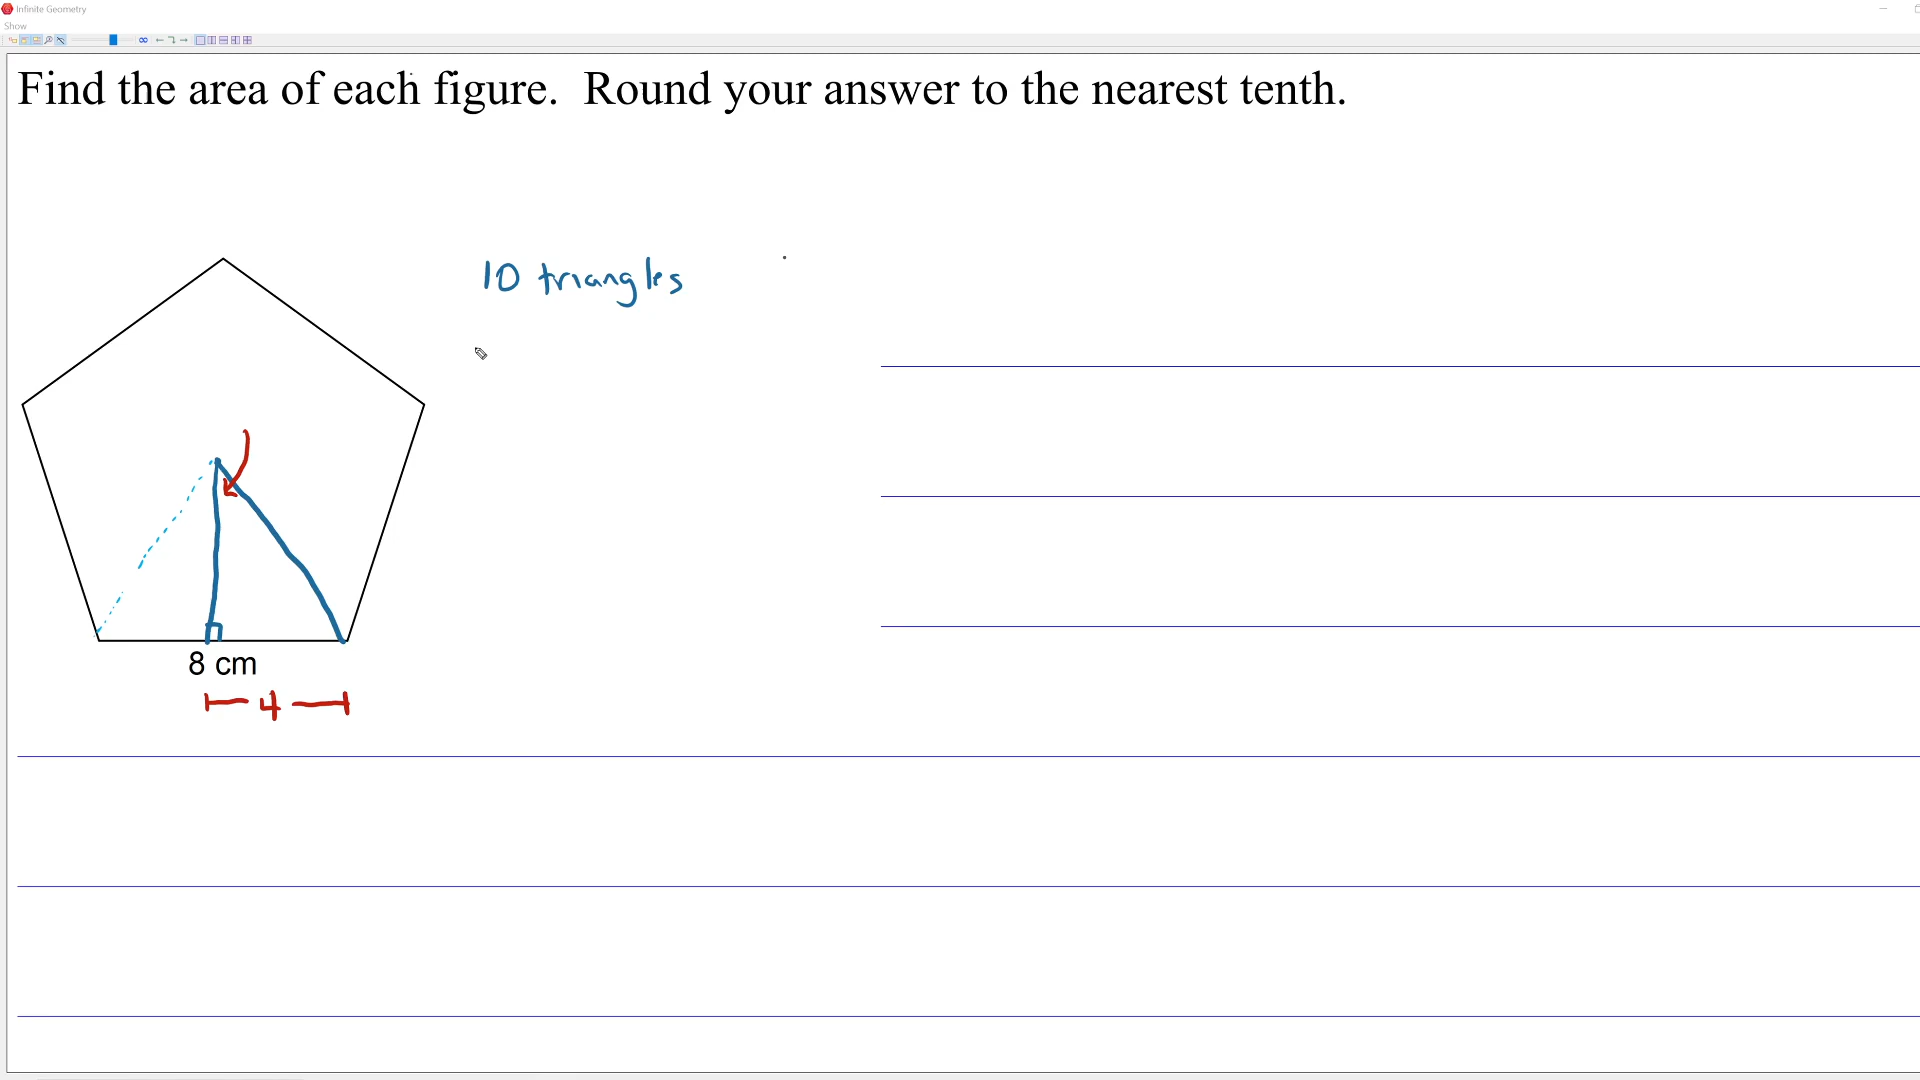 Infinite Geometry
Show
Find the area of each figure. Round your answer to the nearest tenth.
10 triangles
8 cm
4